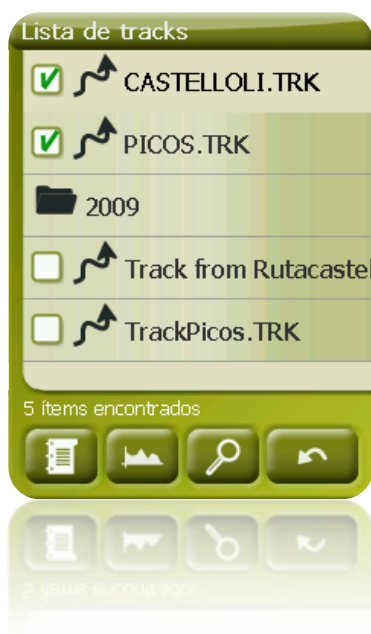 Lista de tracks
CASTELLOLI.TRK
PICOS.TRK
2009
Track from Rutacastel
TrackPicos.TRK
5 ítems encontrados